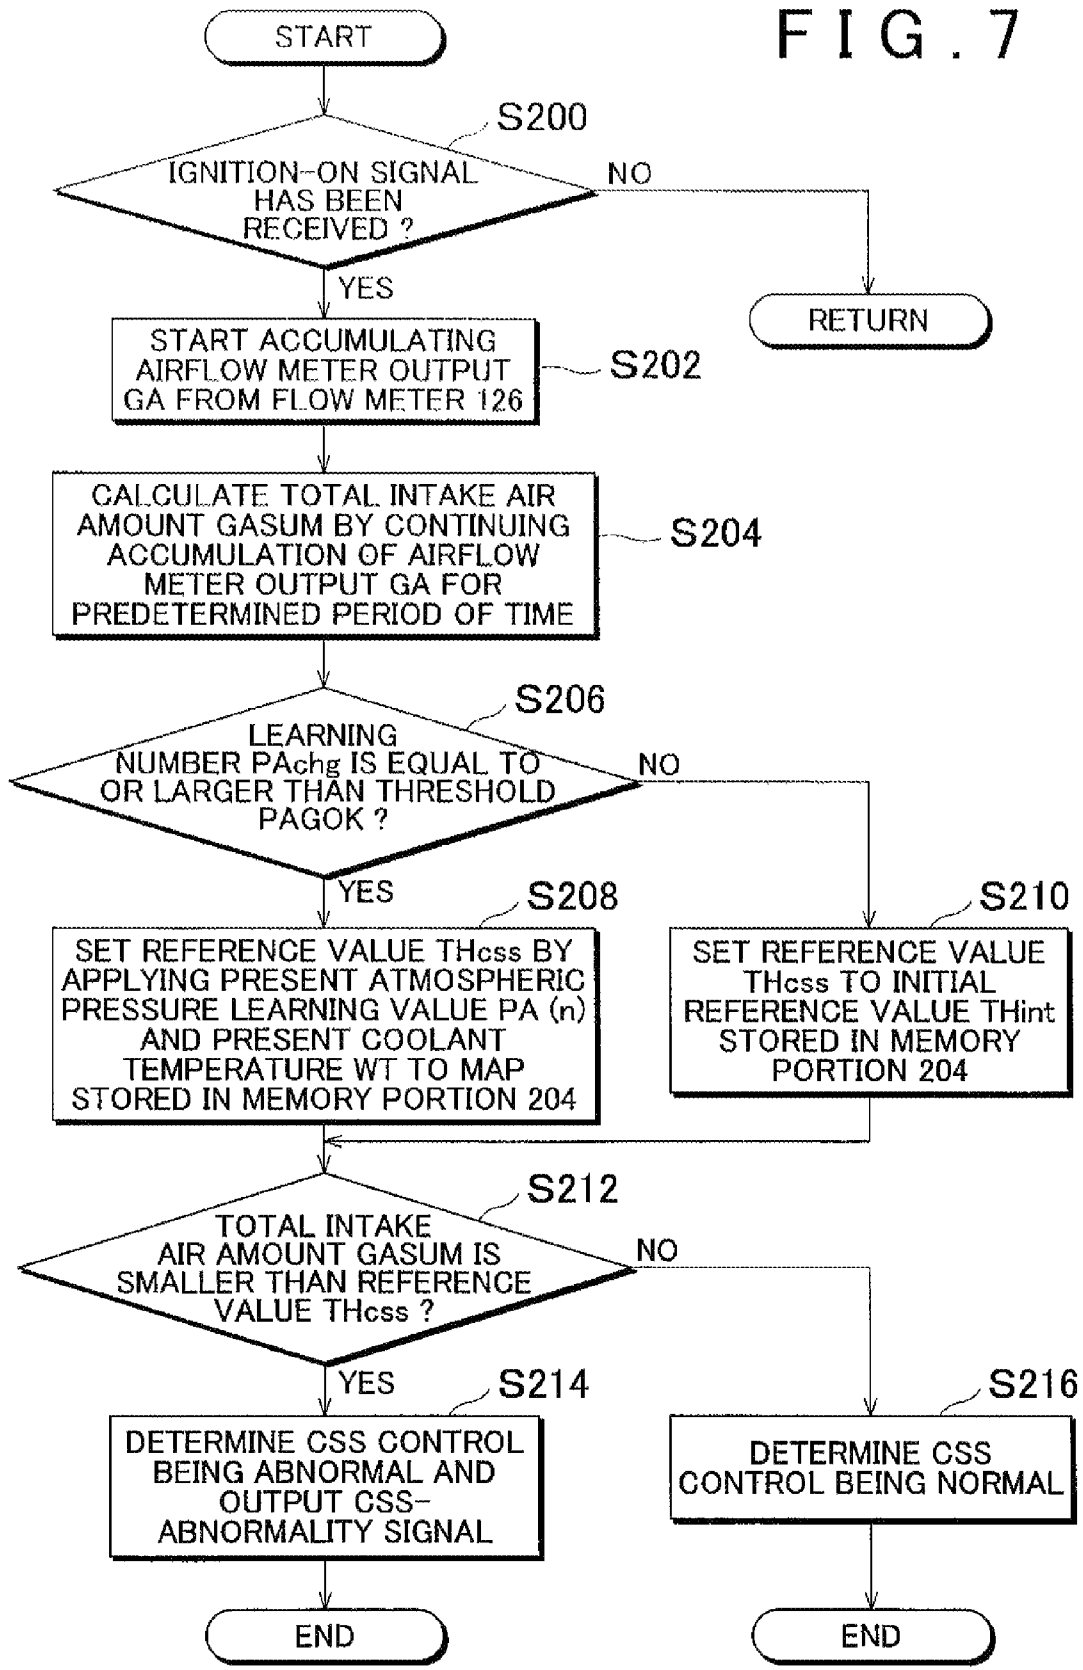 FIG. 7
START
S200
IGNITION-ON SIGNAL
HAS BEEN
RECEIVED ?
NO
YES
RETURN
START ACCUMULATING
AIRFLOW METER OUTPUT
GA FROM FLOW METER 126
S202
CALCULATE TOTAL INTAKE AIR
AMOUNT GASUM BY CONTINUING
ACCUMULATION OF AIRFLOW
METER OUTPUT GA FOR
PREDETERMINED PERIOD OF TIME
S204
S206
LEARNING
NUMBER PAchg IS EQUAL TO
OR LARGER THAN THRESHOLD
PAGOK ?
NO
YES
S208
SET REFERENCE VALUE THcss BY
APPLYING PRESENT ATMOSPHERIC
PRESSURE LEARNING VALUE PA (n)
AND PRESENT COOLANT
TEMPERATURE WT TO MAP
STORED IN MEMORY PORTION 204
S210
SET REFERENCE VALUE
THcss TO INITIAL
REFERENCE VALUE THint
STORED IN MEMORY
PORTION 204
S212
TOTAL INTAKE
AIR AMOUNT GASUM IS
SMALLER THAN REFERENCE
VALUE THcss ?
NO
YES
S214
DETERMINE CSS CONTROL
BEING ABNORMAL AND
OUTPUT CSS-
ABNORMALITY SIGNAL
S216
DETERMINE CSS
CONTROL BEING NORMAL
END
END